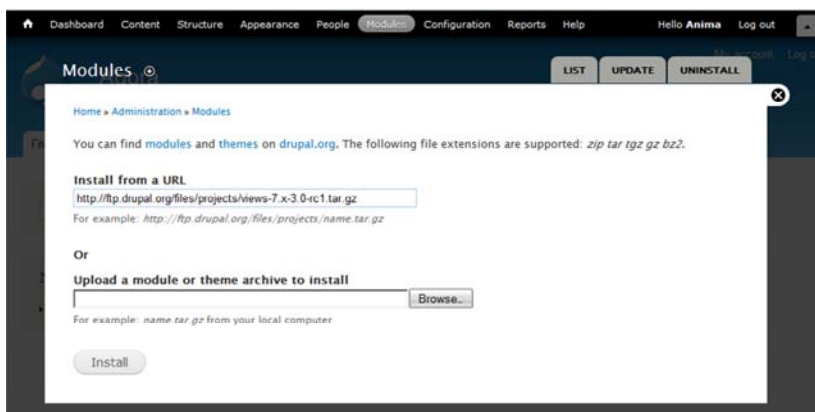 Dashboard Content Structure Appearance People Modules Configuration Reports Help Hello Anima Log out
My account Log o
Modules
LIST UPDATE UNINSTALL
Home » Administration » Modules
You can find modules and themes on drupal.org. The following file extensions are supported: zip tar tgz gz bz2.
Install from a URL
http://ftp.drupal.org/files/projects/views-7.x-3.0-rc1.tar.gz
For example: http://ftp.drupal.org/files/projects/name.tar.gz
Or
Upload a module or theme archive to install
Browse..
For example: name.tar.gz from your local computer
Install